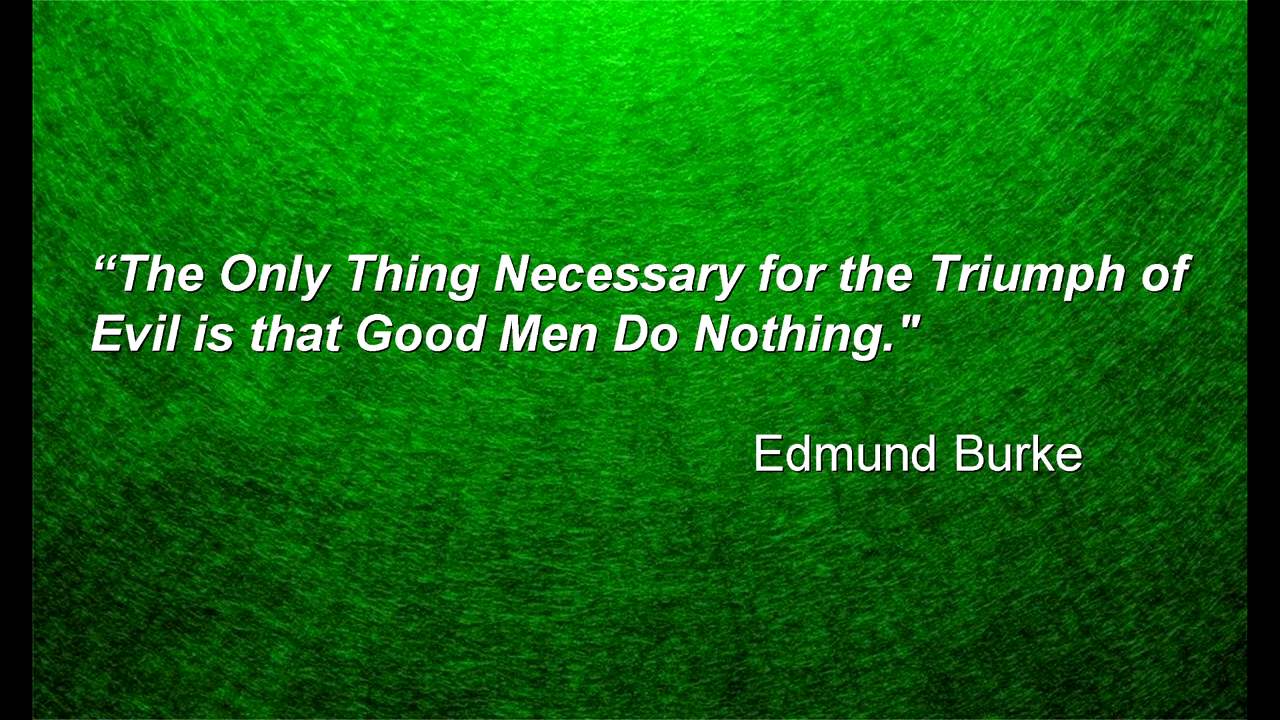 “The Only Thing Necessary for the Triumph of
Evil is that Good Men Do Nothing."
Edmund Burke